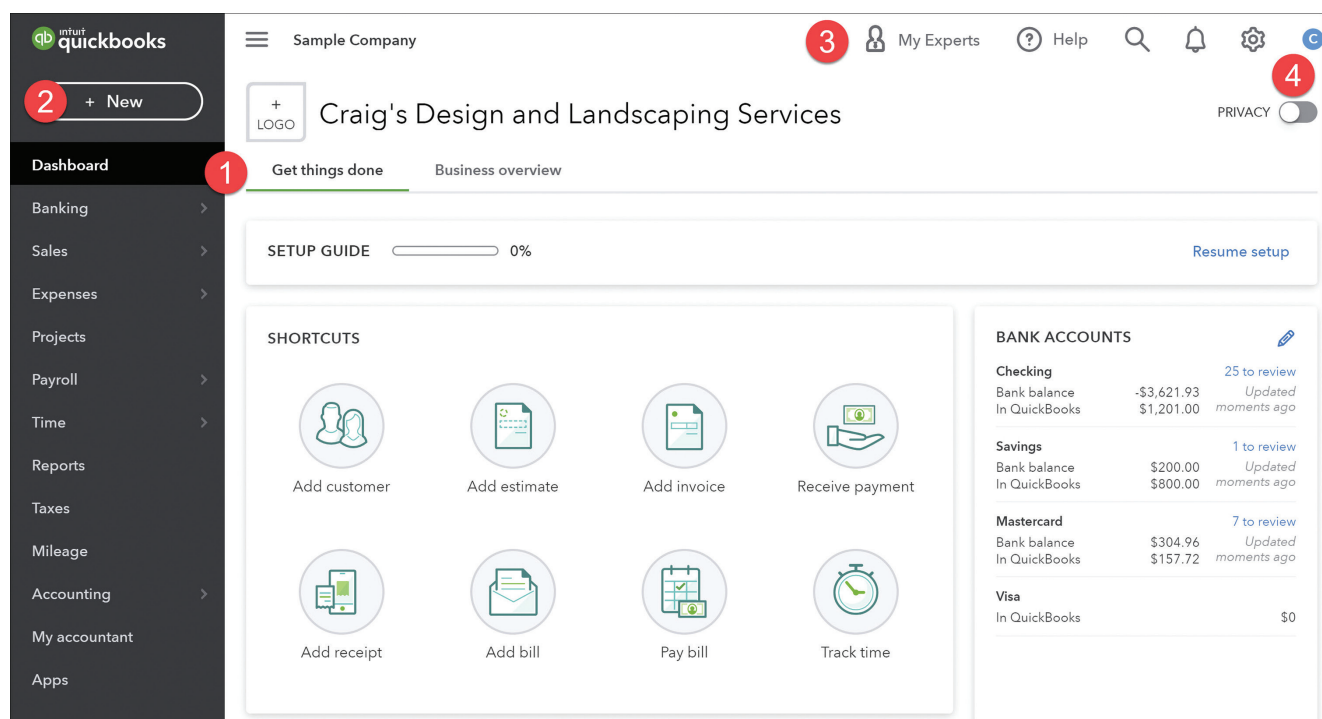 qb intuit quickbooks
Sample Company
3
My Experts
? Help
C
4
2
+ New
+
LOGO
Craig's Design and Landscaping Services
PRIVACY
Dashboard
Banking
Sales
Expenses
Projects
Payroll
Time
Reports
Taxes
Mileage
Accounting
My accountant
Apps
1
Get things done
Business overview
SETUP GUIDE 0%
Resume setup
SHORTCUTS
Add customer
Add estimate
Add invoice
Receive payment
Add receipt
Add bill
Pay bill
Track time
BANK ACCOUNTS
Checking 25 to review
Bank balance -$3,621.93 Updated
In QuickBooks $1,201.00 moments ago
Savings 1 to review
Bank balance $200.00 Updated
In QuickBooks $800.00 moments ago
Mastercard 7 to review
Bank balance $304.96 Updated
In QuickBooks $157.72 moments ago
Visa
In QuickBooks $0